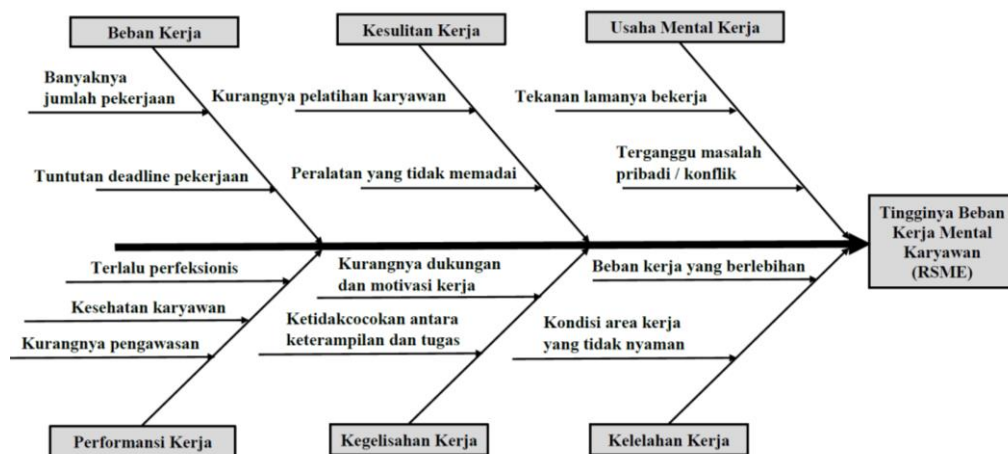 Beban Kerja
Kesulitan Kerja
Usaha Mental Kerja
Banyaknya
jumlah pekerjaan
Kurangnya pelatihan karyawan
Tekanan lamanya bekerja
Tuntutan deadline pekerjaan
Peralatan yang tidak memadai
Terganggu masalah
pribadi / konflik
Tingginya Beban
Kerja Mental
Karyawan
(RSME)
Terlalu perfeksionis
Kesehatan karyawan
Kurangnya pengawasan
Kurangnya dukungan
dan motivasi kerja
Ketidakcocokan antara
keterampilan dan tugas
Beban kerja yang berlebihan
Kondisi area kerja
yang tidak nyaman
Performansi Kerja
Kegelisahan Kerja
Kelelahan Kerja